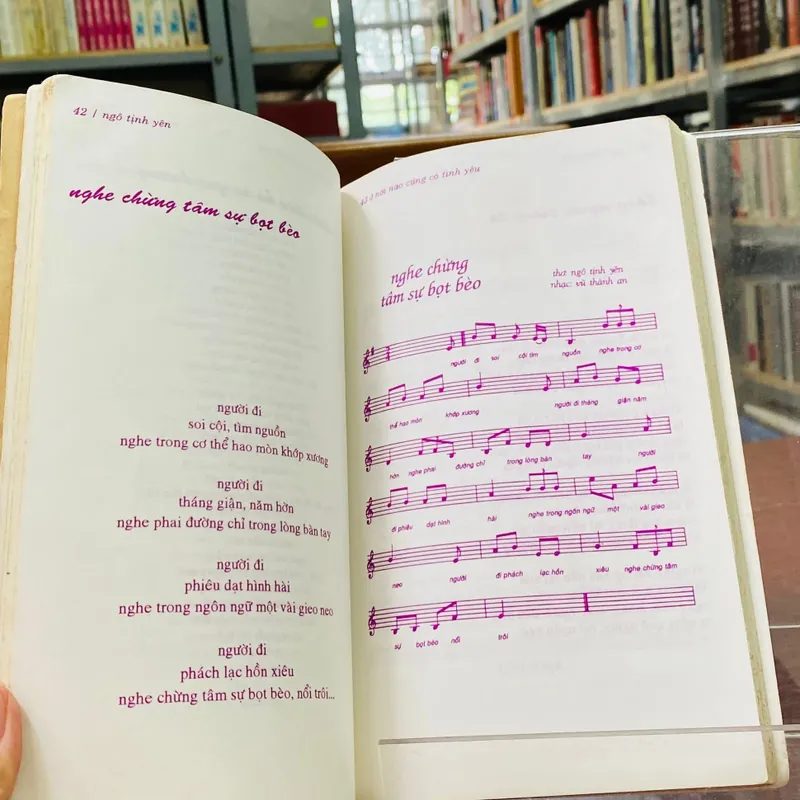 42 / ngô tịnh yên
nghe chừng tâm sự bọt bèo
người đi
soi cội, tìm nguồn
nghe trong cơ thể hao mòn khớp xương
người đi
tháng giận, năm hờn
nghe phai đường chỉ trong lòng bàn tay
người đi
phiêu dạt hình hài
nghe trong ngôn ngữ một vài gieo neo
người đi
phách lạc hồn xiêu
nghe chừng tâm sự bọt bèo, nổi trôi...
nơi nào cũng có tình yêu
nghe chừng
tâm sự bọt bèo
thơ: ngô tịnh yên
nhạc: vũ thành an
người đi soi cội tìm nguồn nghe trong cơ
thể hao mòn khớp xương người đi tháng giận năm
hờn nghe phai đường chỉ trong lòng bàn tay người
đi phiêu dạt hình hài nghe trong ngôn ngữ một vài gieo
neo người đi phách lạc hồn xiêu nghe chừng tâm
sự bọt bèo nổi trôi